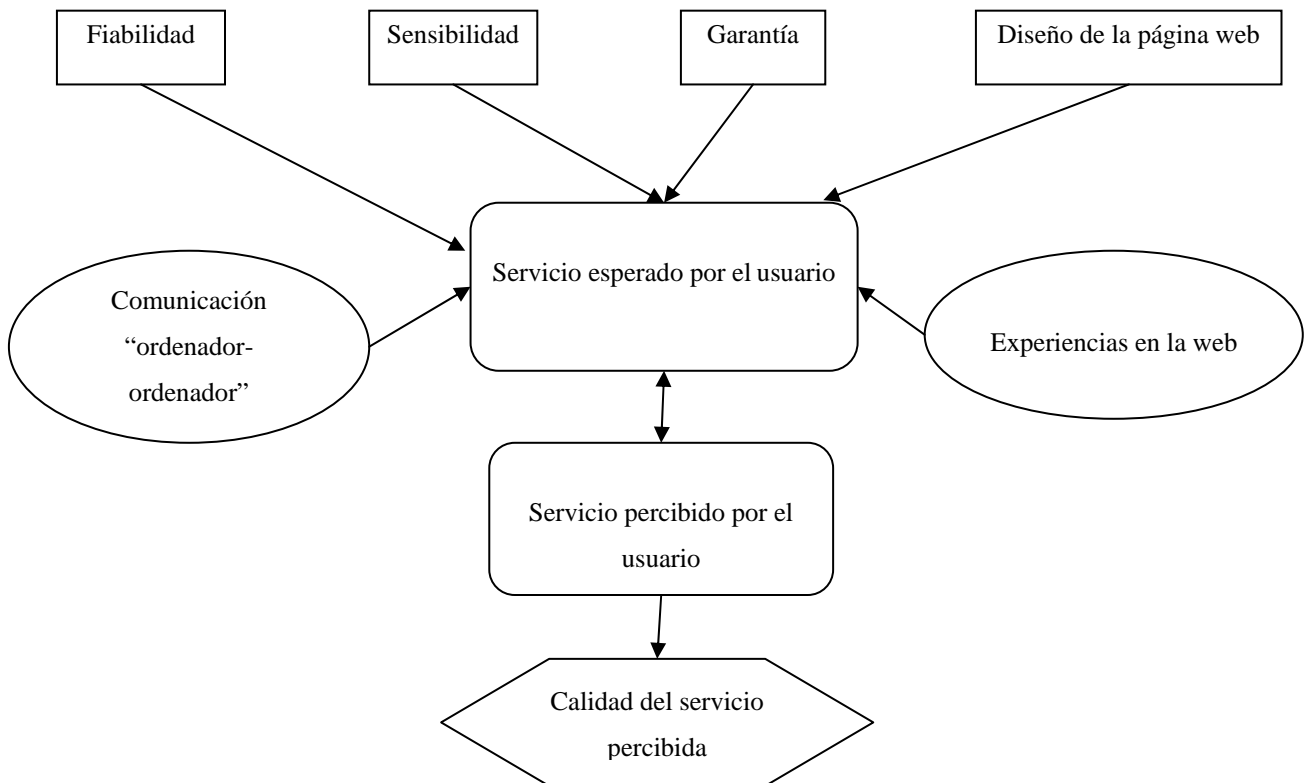 Fiabilidad
Sensibilidad
Garantía
Diseño de la página web
Servicio esperado por el usuario
Comunicación
“ordenador-
ordenador”
Experiencias en la web
Servicio percibido por el
usuario
Calidad del servicio
percibida